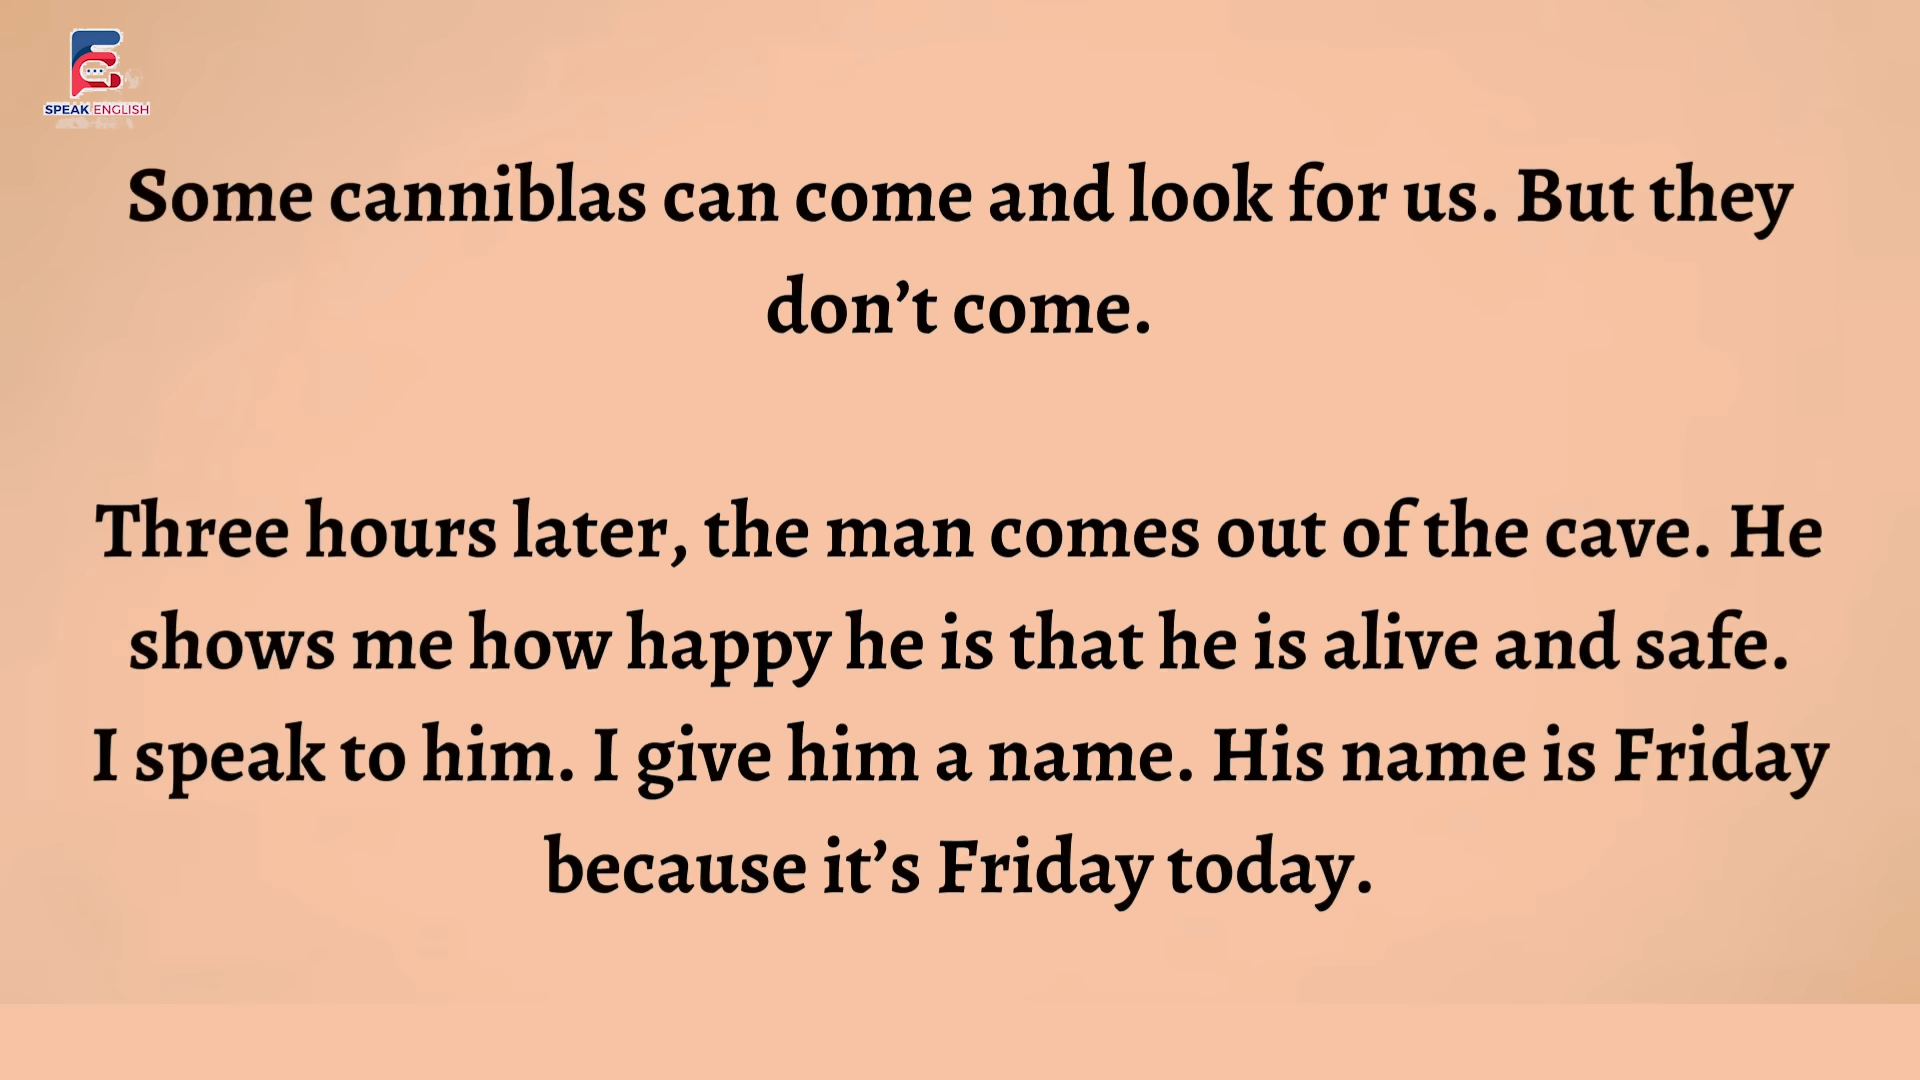 SPEAK ENGLISH
Some canniblas can come and look for us. But they
don’t come.
Three hours later, the man comes out of the cave. He
shows me how happy he is that he is alive and safe.
I speak to him. I give him a name. His name is Friday
because it’s Friday today.